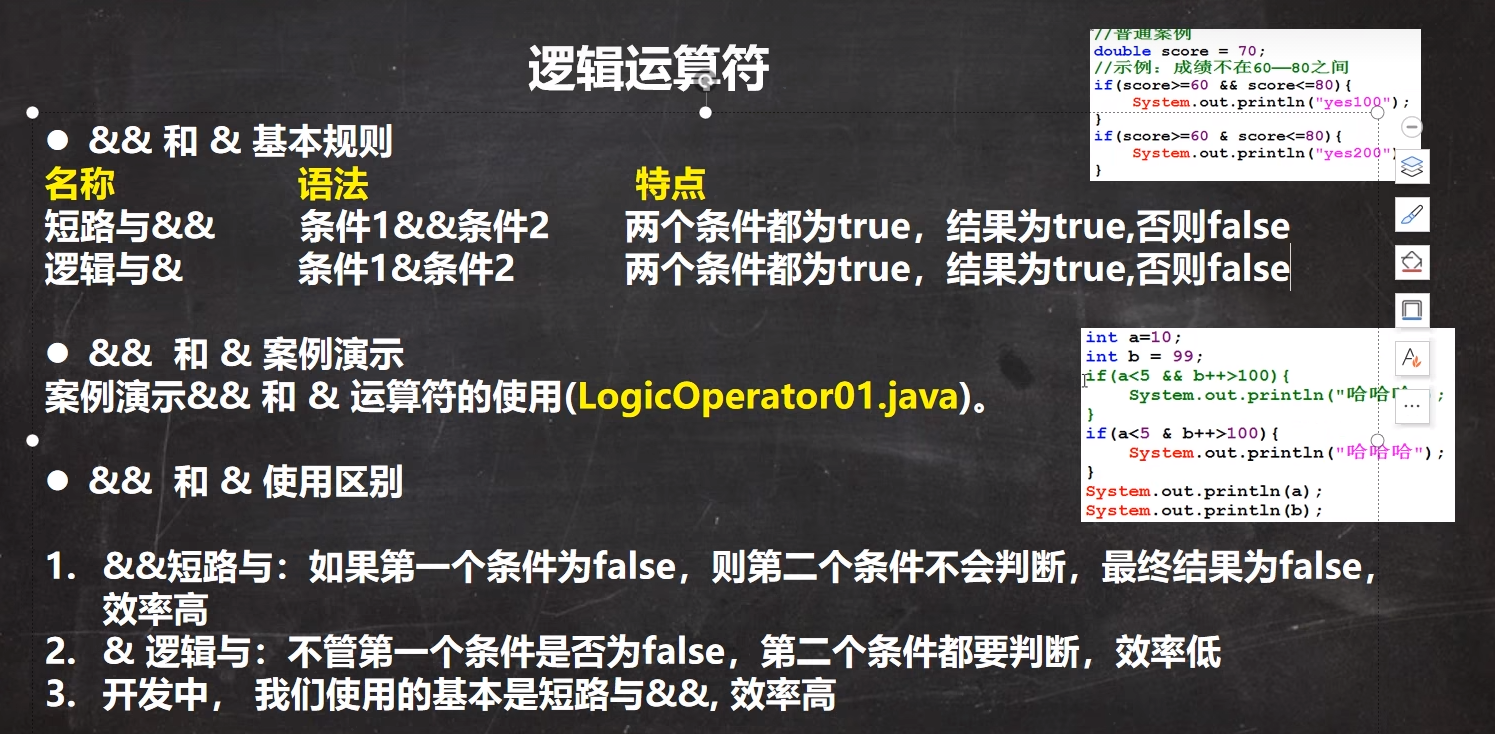 逻辑运算符
//普通案例
double score = 70;
//示例：成绩不在60——80之间
if(score>=60 && score<=80){
System.out.println("yes100");
}
if(score>=60 & score<=80){
System.out.println("yes200"
}
● && 和 & 基本规则
名称 语法 特点
短路与&& 条件1&&条件2 两个条件都为true，结果为true,否则false
逻辑与& 条件1&条件2 两个条件都为true，结果为true,否则false
● && 和 & 案例演示
案例演示&& 和 & 运算符的使用(LogicOperator01.java)。
int a=10;
int b = 99;
if(a<5 && b++>100){
System.out.println("哈哈 ;
}
if(a<5 & b++>100){
System.out.println("哈哈哈");
}
System.out.println(a);
System.out.println(b);
● && 和 & 使用区别
1. &&短路与：如果第一个条件为false，则第二个条件不会判断，最终结果为false，
效率高
2. & 逻辑与：不管第一个条件是否为false，第二个条件都要判断，效率低
3. 开发中， 我们使用的基本是短路与&&, 效率高